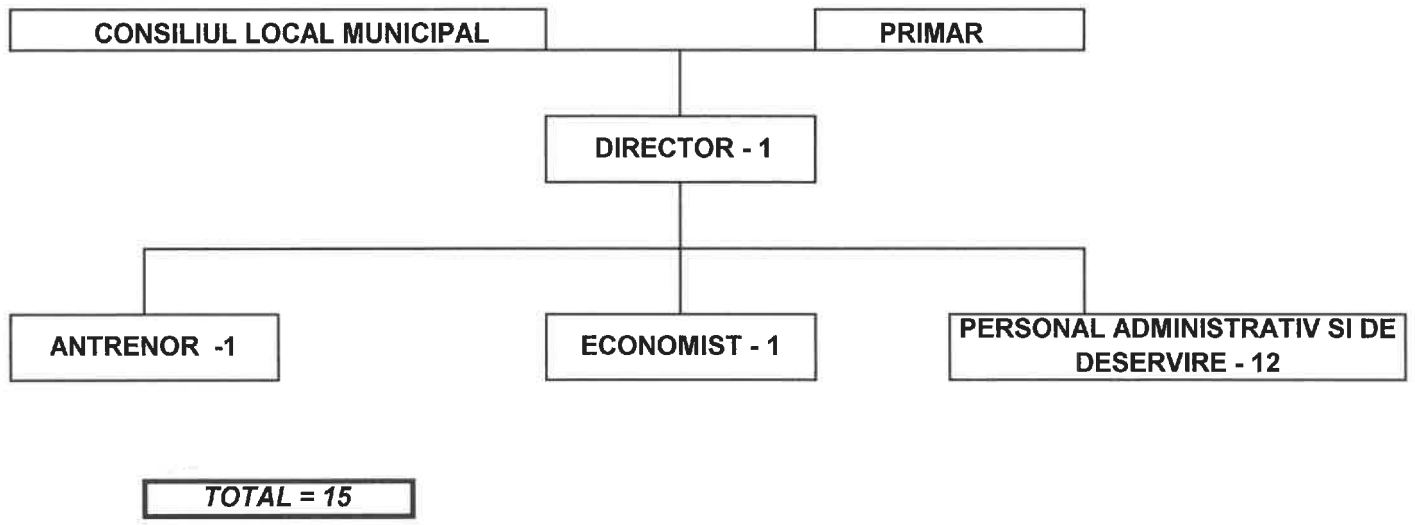 CONSILIUL LOCAL MUNICIPAL
PRIMAR
DIRECTOR - 1
ANTRENOR -1
ECONOMIST - 1
PERSONAL ADMINISTRATIV SI DE
DESERVIRE - 12
TOTAL = 15